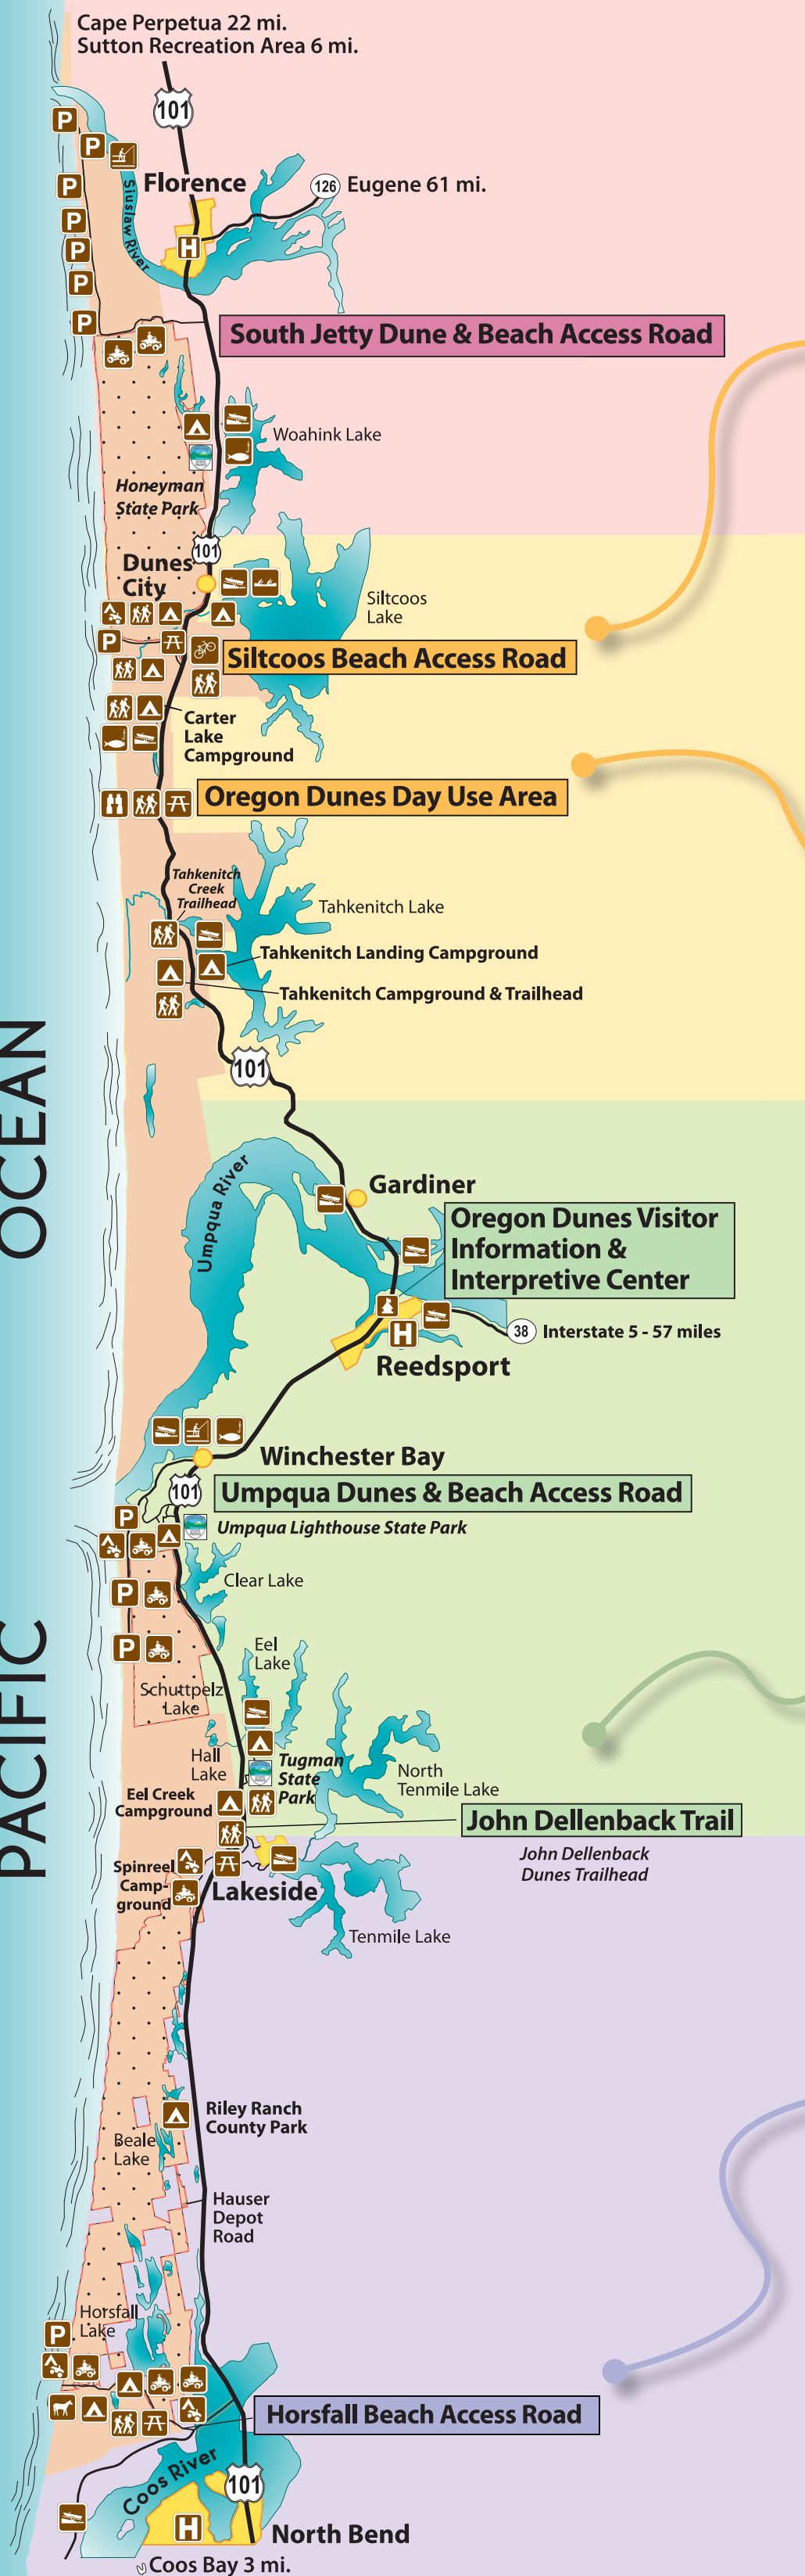 Cape Perpetua 22 mi.
Sutton Recreation Area 6 mi.
101
P
P
P
P
P
P
P
Siuslaw River
Florence
H
126
Eugene 61 mi.
South Jetty Dune & Beach Access Road
Woahink Lake
Honeyman
State Park
101
Dunes
City
Siltcoos
Lake
P
Siltcoos Beach Access Road
Carter
Lake
Campground
Oregon Dunes Day Use Area
Tahkenitch
Creek
Trailhead
Tahkenitch Lake
Tahkenitch Landing Campground
Tahkenitch Campground & Trailhead
101
PACIFIC OCEAN
Umpqua River
Gardiner
Oregon Dunes Visitor
Information &
Interpretive Center
H
38
Interstate 5 - 57 miles
Reedsport
Winchester Bay
101
Umpqua Dunes & Beach Access Road
P
Umpqua Lighthouse State Park
Clear Lake
P
P
Eel
Lake
Schuttpelz
Lake
Hall
Lake
Tugman
State
Park
North
Tenmile Lake
Eel Creek
Campground
John Dellenback Trail
John Dellenback
Dunes Trailhead
Spinreel
Camp-
ground
Lakeside
Tenmile Lake
Riley Ranch
County Park
Beale
Lake
Hauser
Depot
Road
Horsfall
Lake
P
Horsfall Beach Access Road
Coos River
101
H
North Bend
Coos Bay 3 mi.